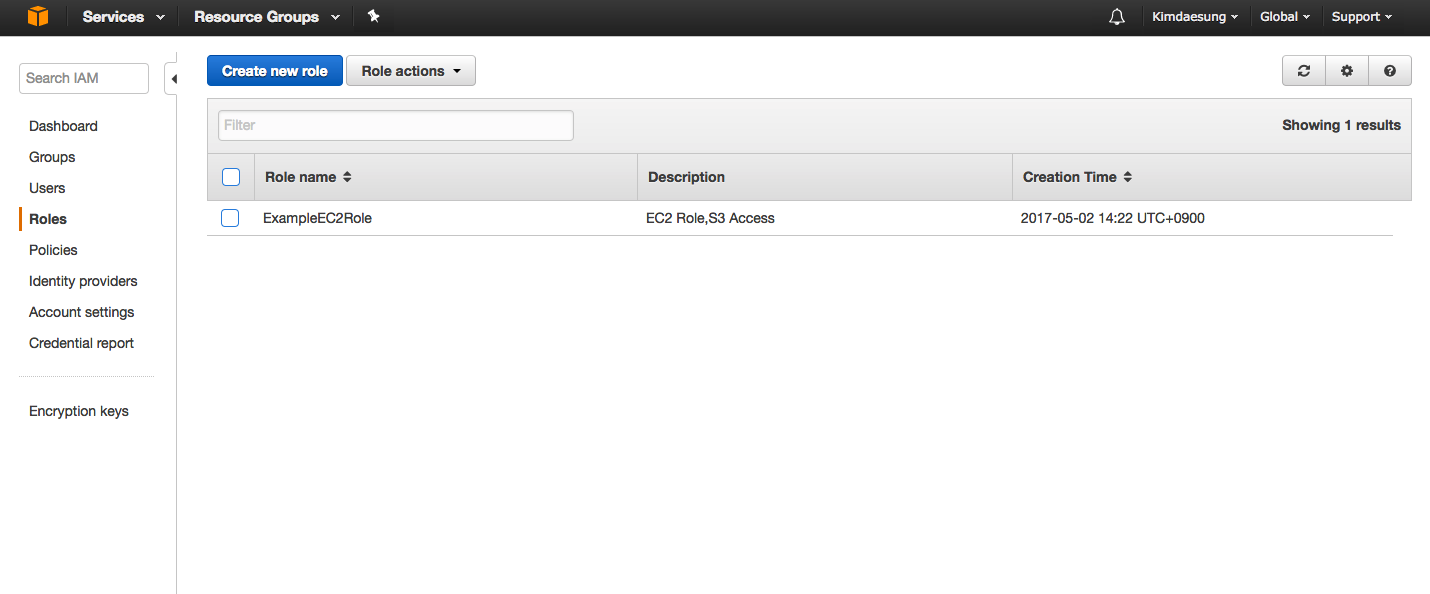 Services Resource Groups Kimdaesung Global Support
Search IAM
Dashboard
Groups
Users
Roles
Policies
Identity providers
Account settings
Credential report
Encryption keys
Create new role Role actions
Filter Showing 1 results
Role name Description Creation Time
ExampleEC2Role EC2 Role,S3 Access 2017-05-02 14:22 UTC+0900